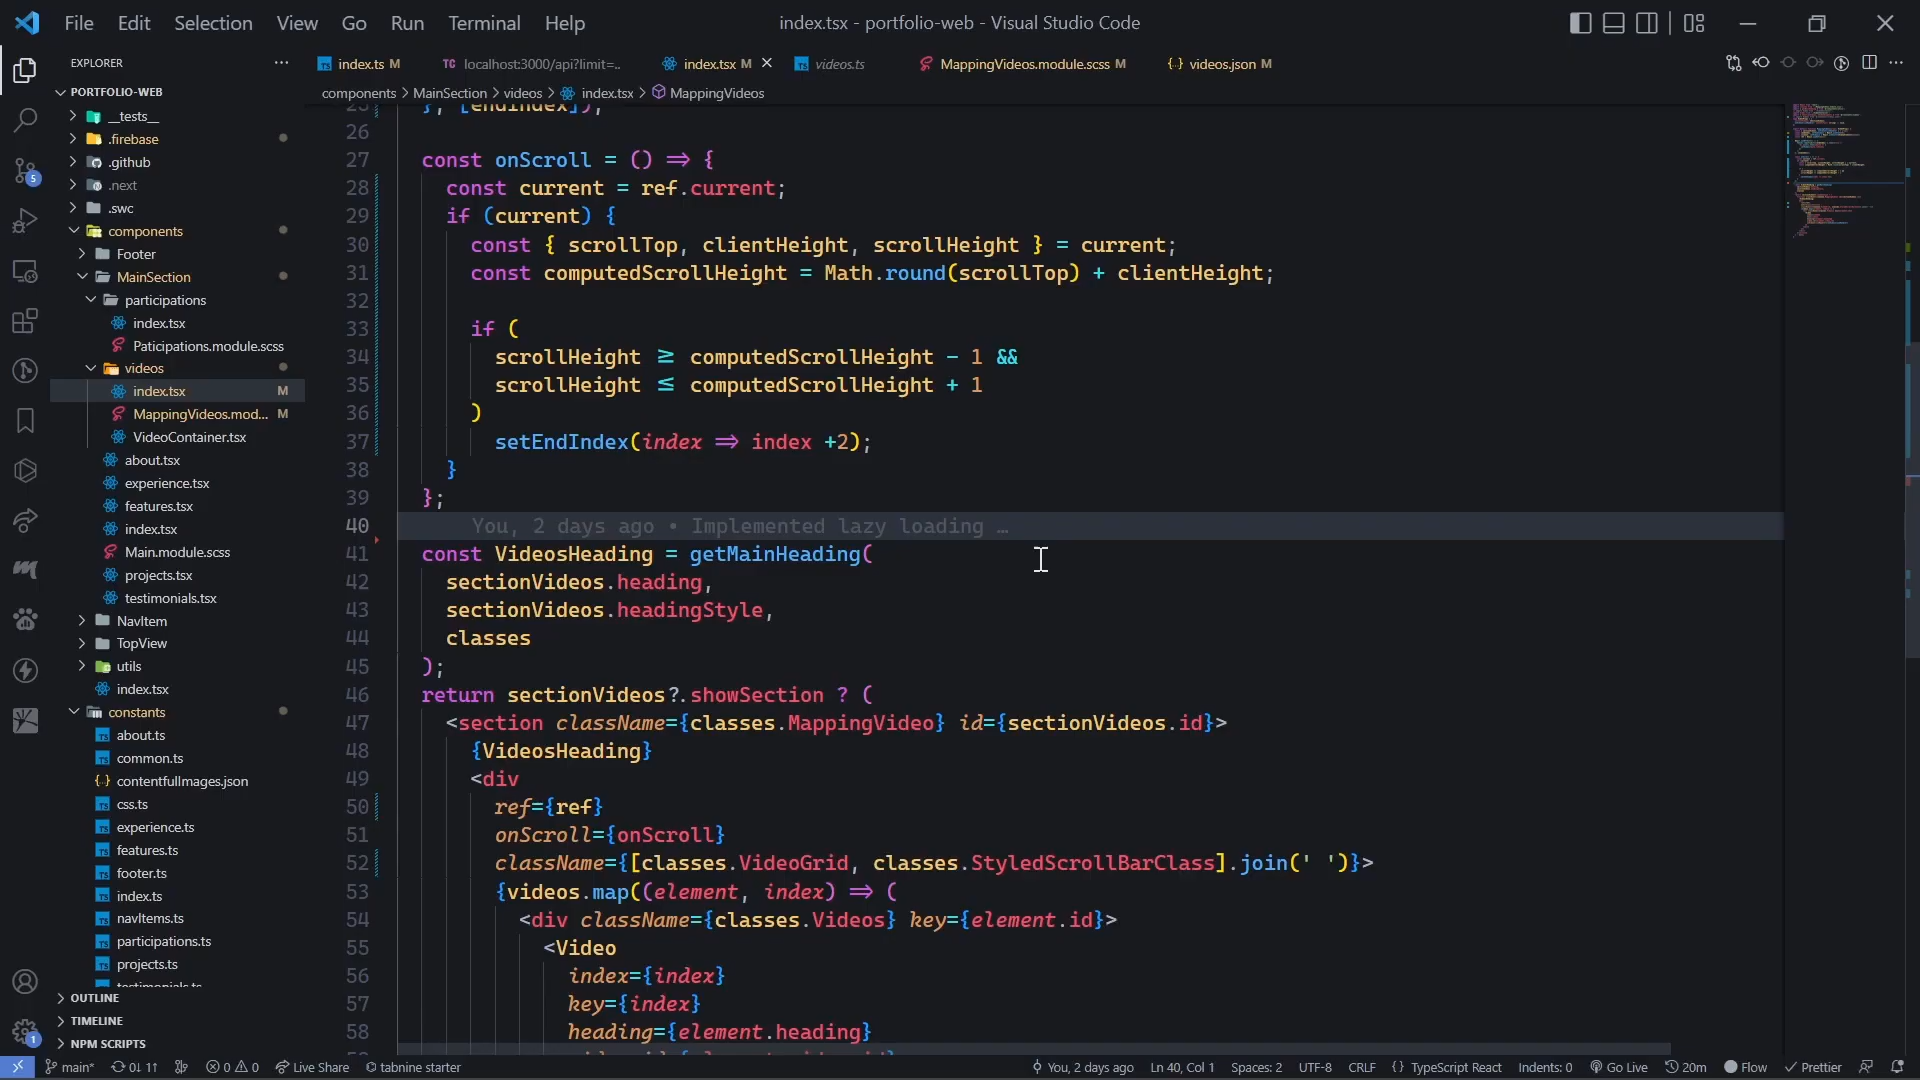 File Edit Selection View Go Run Terminal Help
index.tsx - portfolio-web - Visual Studio Code
EXPLORER
index.ts M
TC localhost:3000/api?limit=..
index.tsx M
videos.ts
MappingVideos.module.scss M
{..} videos.json M
components > MainSection > videos > index.tsx > MappingVideos
PORTFOLIO-WEB
__tests__
.firebase
.github
.next
.swc
components
Footer
MainSection
participations
index.tsx
Paticipations.module.scss
videos
index.tsx M
MappingVideos.mod... M
VideoContainer.tsx
about.tsx
experience.tsx
features.tsx
index.tsx
Main.module.scss
projects.tsx
testimonials.tsx
NavItem
TopView
utils
index.tsx
constants
about.ts
common.ts
{..} contentfulImages.json
css.ts
experience.ts
features.ts
footer.ts
index.ts
navItems.ts
participations.ts
projects.ts
testimonials.ts
OUTLINE
TIMELINE
NPM SCRIPTS
5
1
25 }, [endIndex]);
26
27 const onScroll = () ⇒ {
28 const current = ref.current;
29 if (current) {
30 const { scrollTop, clientHeight, scrollHeight } = current;
31 const computedScrollHeight = Math.round(scrollTop) + clientHeight;
32
33 if (
34 scrollHeight ≥ computedScrollHeight - 1 &&
35 scrollHeight ≤ computedScrollHeight + 1
36 )
37 setEndIndex(index ⇒ index +2);
38 }
39 };
40 You, 2 days ago • Implemented lazy loading …
41 const VideosHeading = getMainHeading(
42 sectionVideos.heading,
43 sectionVideos.headingStyle,
44 classes
45 );
46 return sectionVideos?.showSection ? (
47 <section className={classes.MappingVideo} id={sectionVideos.id}>
48 {VideosHeading}
49 <div
50 ref={ref}
51 onScroll={onScroll}
52 className={[classes.VideoGrid, classes.StyledScrollBarClass].join(' ')}>
53 {videos.map((element, index) ⇒ (
54 <div className={classes.Videos} key={element.id}>
55 <Video
56 index={index}
57 key={index}
58 heading={element.heading}
main* 0↓ 1↑ 0 0 Live Share tabnine starter
You, 2 days ago Ln 40, Col 1 Spaces: 2 UTF-8 CRLF {} TypeScript React Indents: 0 Go Live 20m Flow Prettier